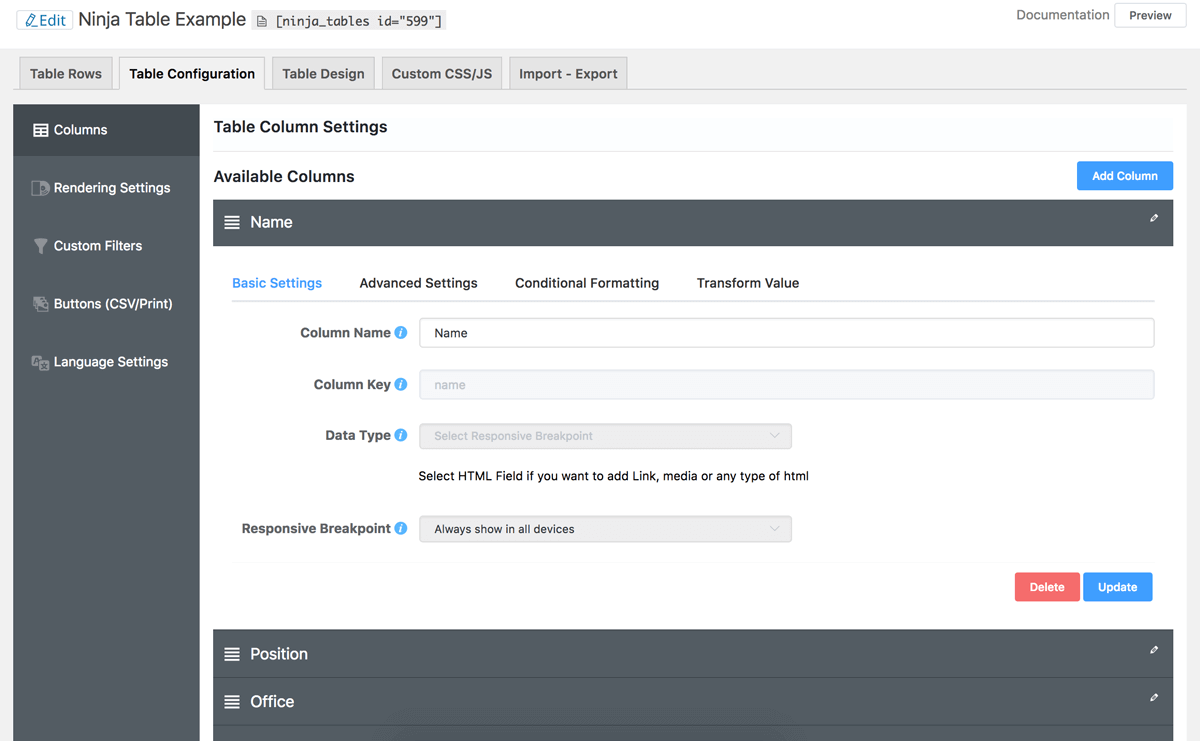 Edit Ninja Table Example [ninja_tables id="599"] Documentation Preview
Table Rows Table Configuration Table Design Custom CSS/JS Import - Export
Columns
Rendering Settings
Custom Filters
Buttons (CSV/Print)
Language Settings
Table Column Settings
Available Columns Add Column
Name
Basic Settings Advanced Settings Conditional Formatting Transform Value
Column Name Name
Column Key name
Data Type Select Responsive Breakpoint
Select HTML Field if you want to add Link, media or any type of html
Responsive Breakpoint Always show in all devices
Delete Update
Position
Office